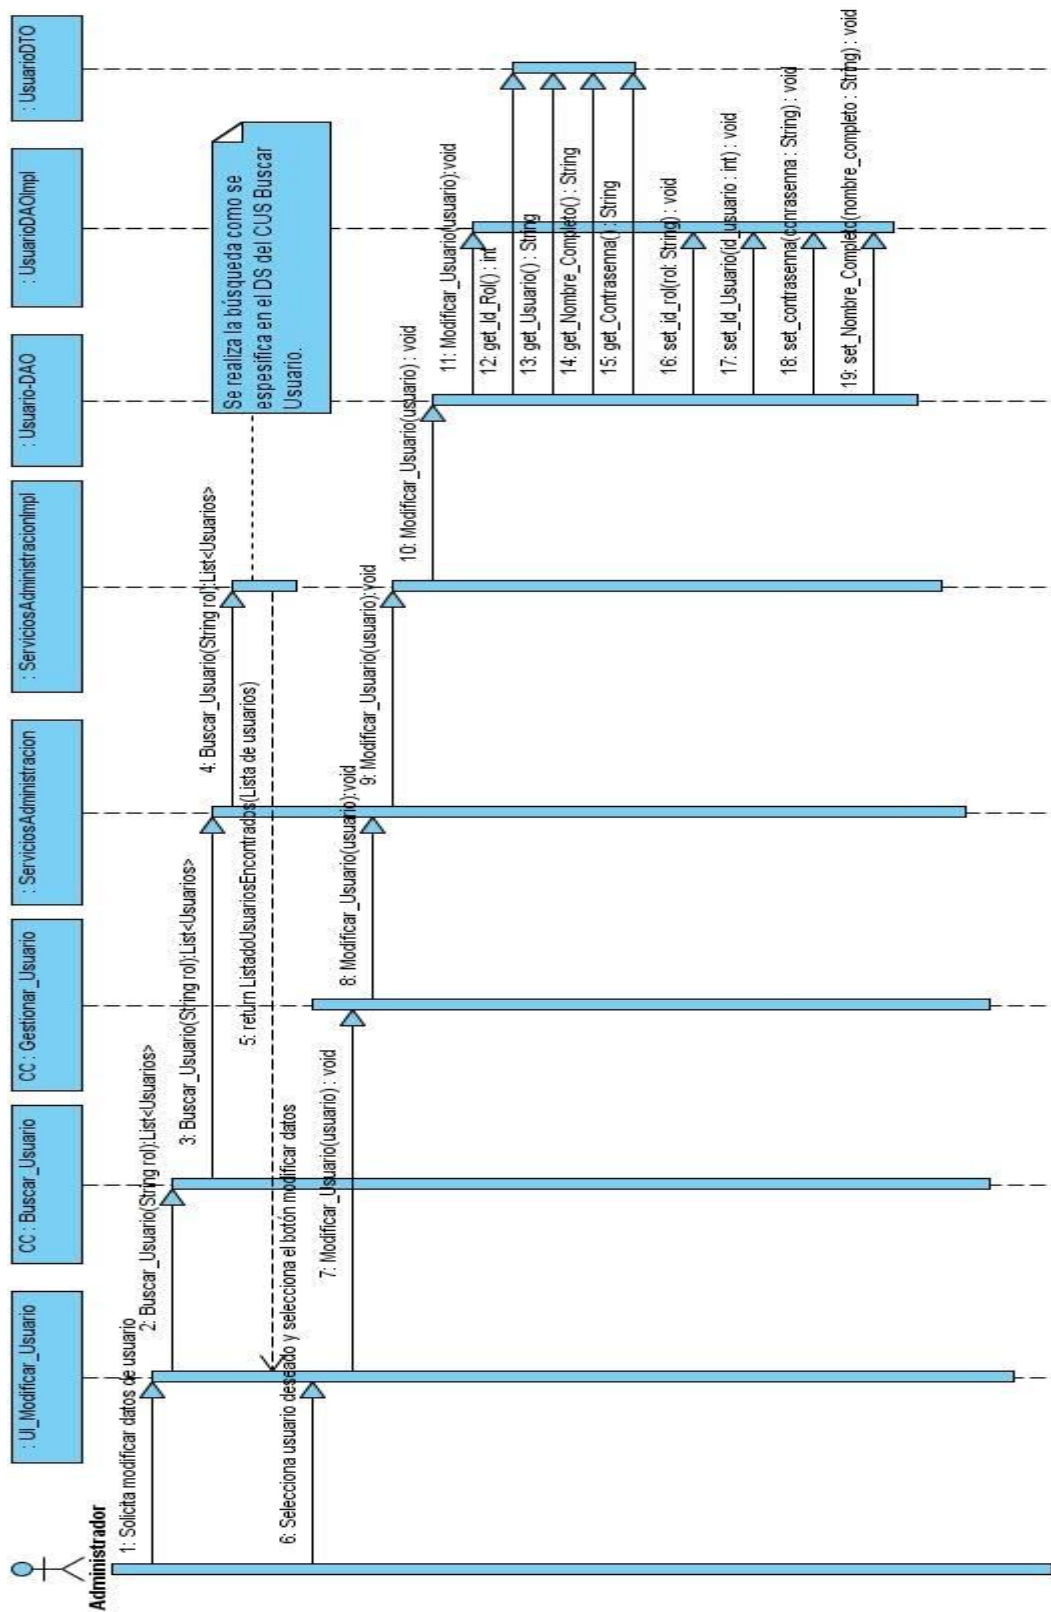 Administrador
: UI_Modificar_Usuario
CC : Buscar_Usuario
CC : Gestionar_Usuario
: ServiciosAdministracion
: ServiciosAdministracionImpl
: Usuario-DAO
: UsuarioDAOImpl
: UsuarioDTO
1: Solicita modificar datos de usuario
2: Buscar_Usuario(String rol):List<Usuarios>
3: Buscar_Usuario(String rol):List<Usuarios>
4: Buscar_Usuario(String rol):List<Usuarios>
Se realiza la búsqueda como se
espesifica en el DS del CUS Buscar
Usuario.
5: return ListadoUsuariosEncontrados(Lista de usuarios)
6: Selecciona usuario deseado y selecciona el botón modificar datos
7: Modificar_Usuario(usuario) : void
8: Modificar_Usuario(usuario):void
9: Modificar_Usuario(usuario):void
10: Modificar_Usuario(usuario) : void
11: Modificar_Usuario(usuario):void
12: get_Id_Rol() : int
13: get_Usuario() : String
14: get_Nombre_Completo() : String
15: get_Contrasenna() : String
16: set_id_rol(rol: String) : void
17: set_Id_Usuario(id_usuario : int) : void
18: set_contrasenna(conrasenna : String) : void
19: set_Nombre_Completo(nombre_completo : String) : void